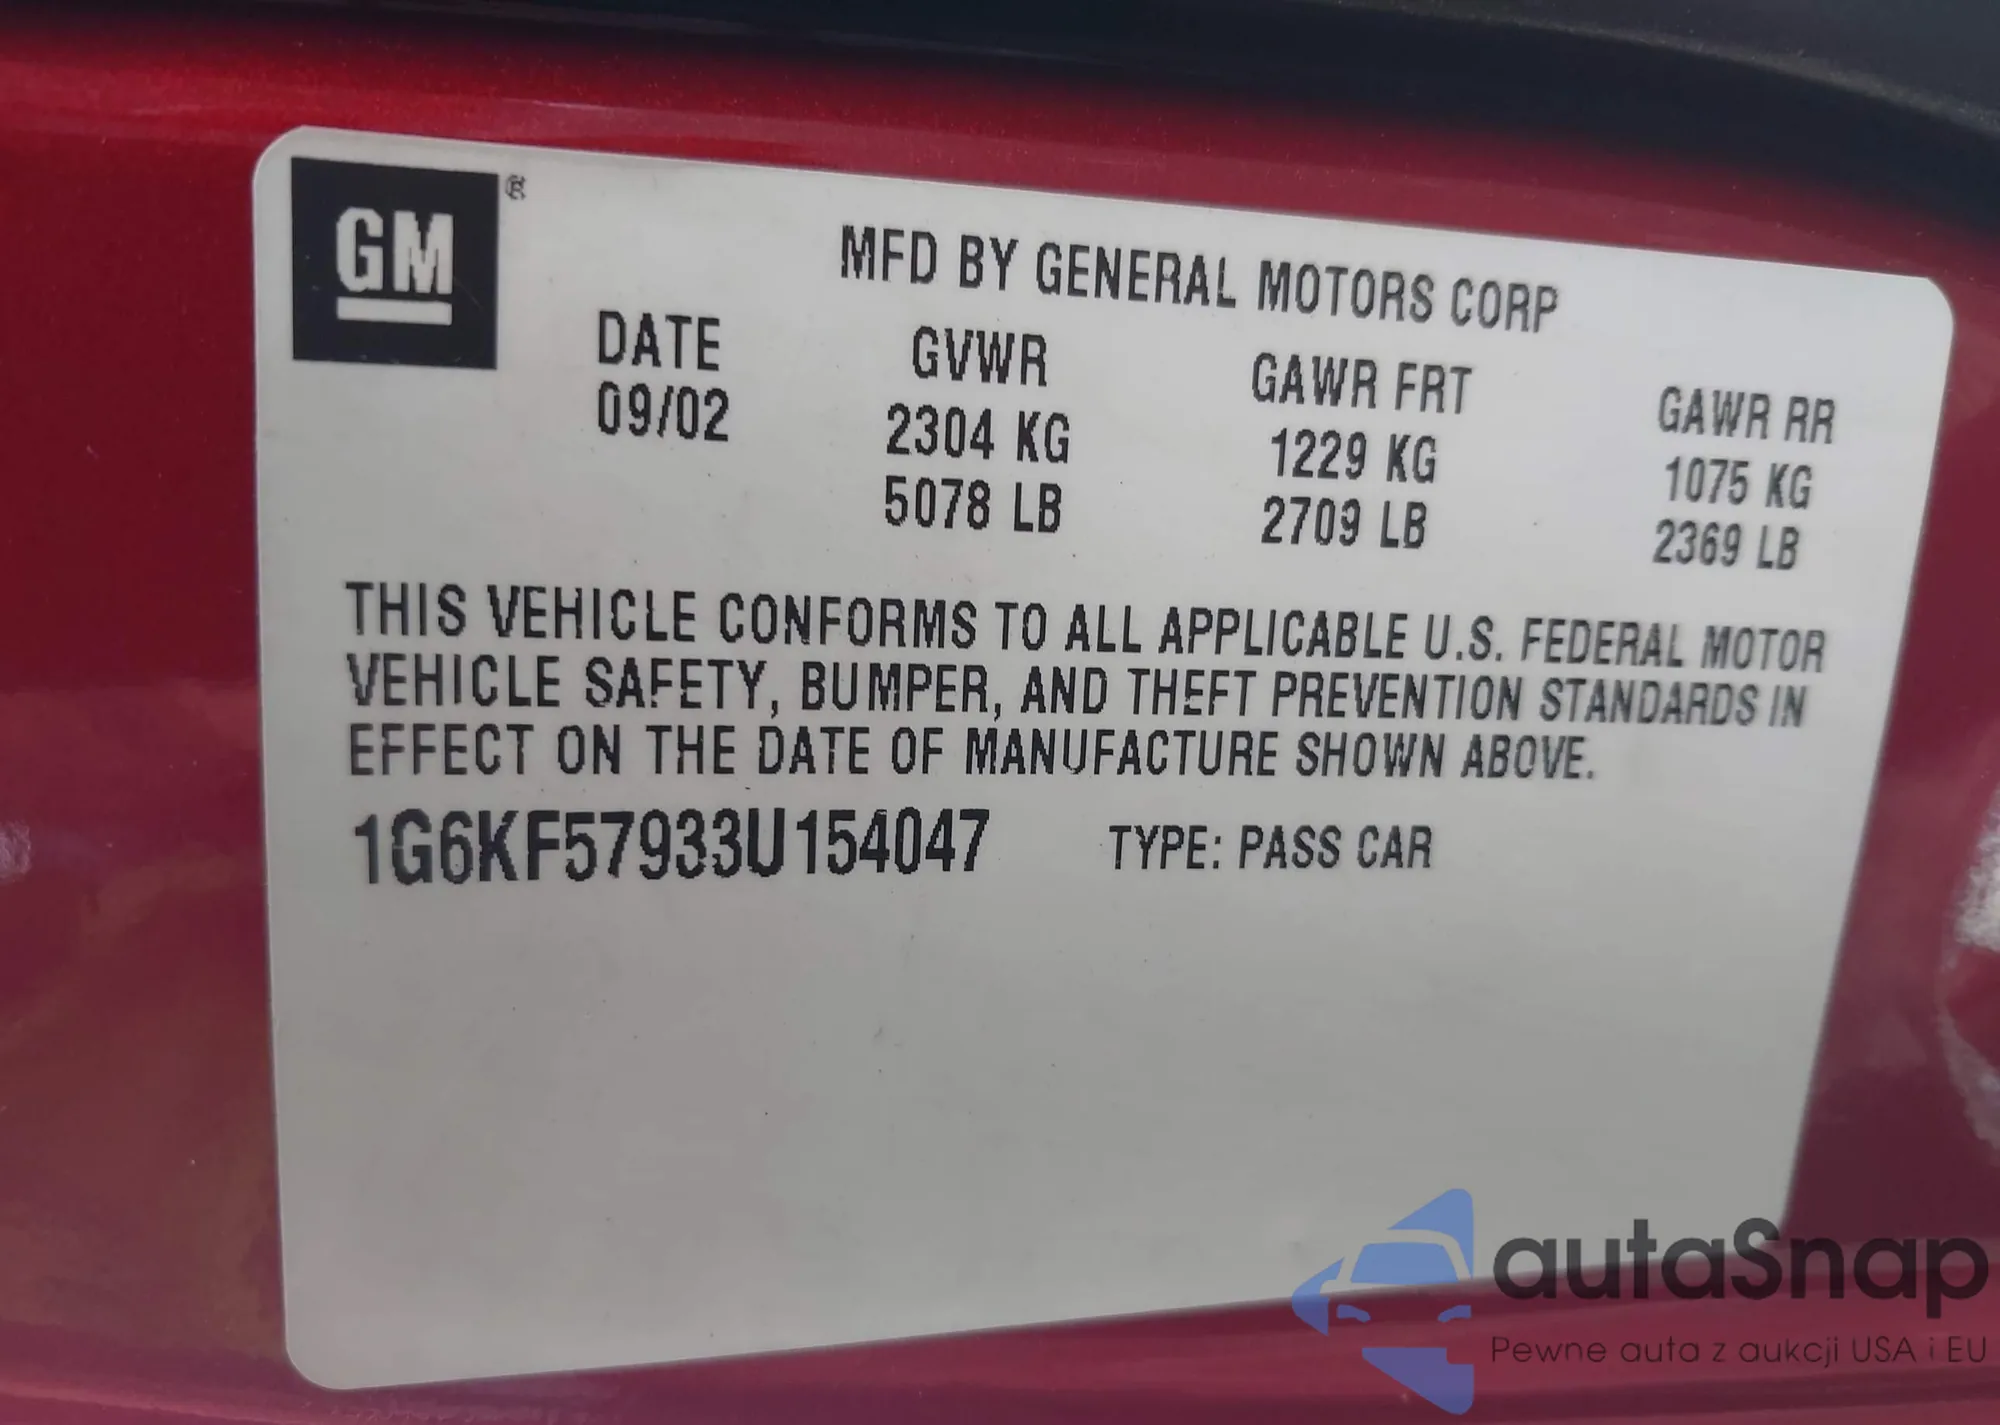 GM ®
MFD BY GENERAL MOTORS CORP
DATE GVWR GAWR FRT GAWR RR
09/02 2304 KG 1229 KG 1075 KG
5078 LB 2709 LB 2369 LB
THIS VEHICLE CONFORMS TO ALL APPLICABLE U.S. FEDERAL MOTOR
VEHICLE SAFETY, BUMPER, AND THEFT PREVENTION STANDARDS IN
EFFECT ON THE DATE OF MANUFACTURE SHOWN ABOVE.
1G6KF57933U154047 TYPE: PASS CAR
autaSnap
Pewne auta z aukcji USA i EU